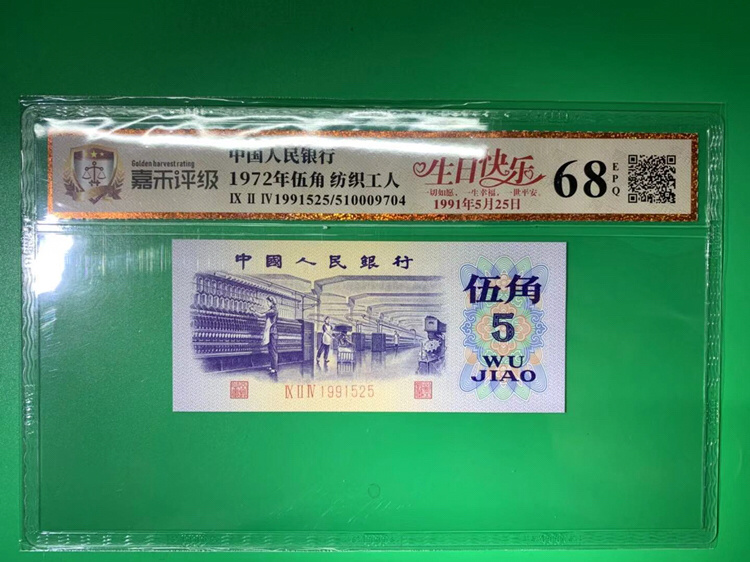 Golden harvest rating
嘉禾评级
中国人民银行
1972年伍角 纺织工人
IX II IV 1991525/510009704
生日快乐
一切如愿，一生幸福，一世平安。
1991年5月25日
68
EPQ
中國人民銀行
伍角
5
WU
JIAO
IX II IV 1991525